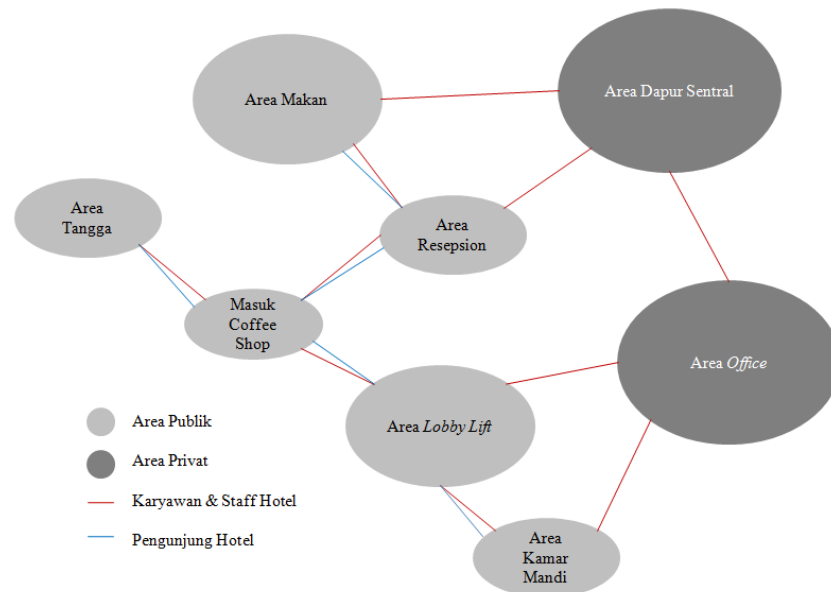 Area Makan
Area Dapur Sentral
Area
Tangga
Area
Resepsion
Masuk
Coffee
Shop
Area Office
Area Lobby Lift
Area Publik
Area Privat
Karyawan & Staff Hotel
Pengunjung Hotel
Area
Kamar
Mandi